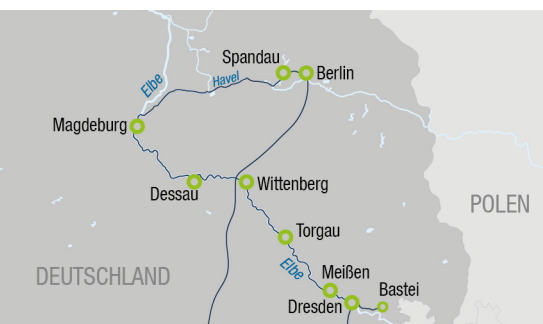 Spandau
Berlin
Elbe
Havel
Magdeburg
Dessau
Wittenberg
POLEN
Torgau
Elbe
DEUTSCHLAND
Meißen
Bastei
Dresden